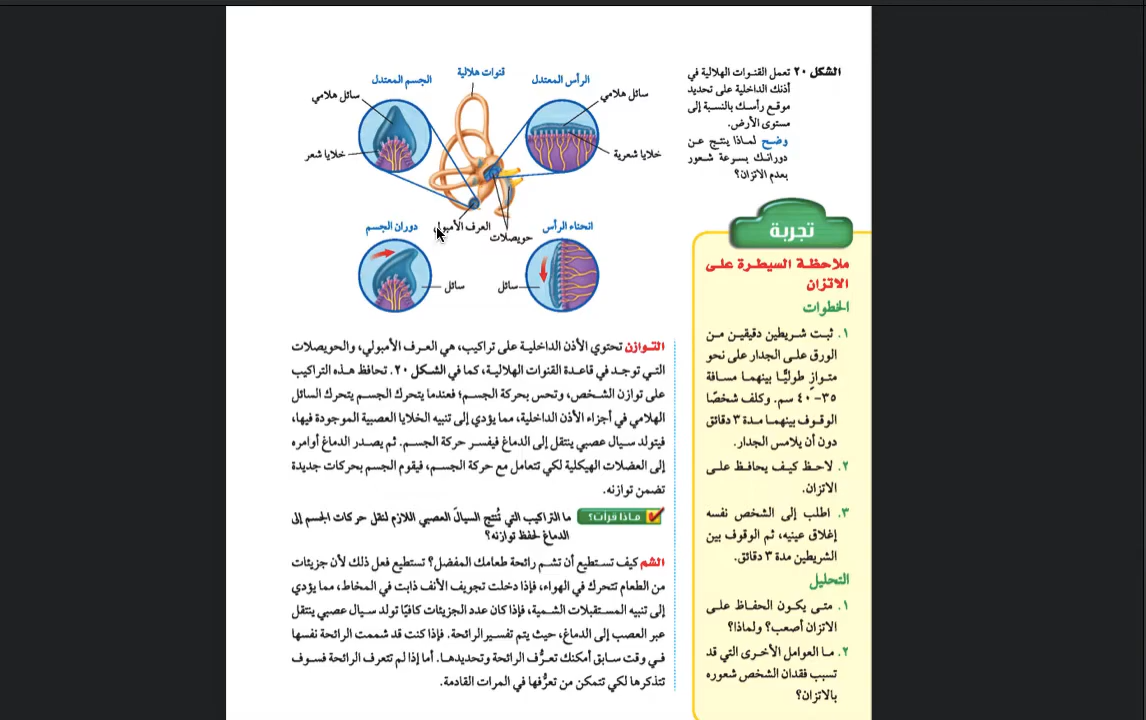 الشكل ٢٠ تعمل القنوات الهلالية في
أذنك الداخلية على تحديد
موقع رأسك بالنسبة إلى
مستوى الأرض.
وضح لماذا ينتج عن
دورانك بسرعة شعور
بعدم الاتزان؟
الرأس المعتدل
قنوات هلالية
الجسم المعتدل
سائل هلامي
سائل هلامي
خلايا شعرية
خلايا شعر
انحناء الرأس
حويصلات
العرف الأمبولي
دوران الجسم
سائل
سائل
تجربة
ملاحظة السيطرة على
الاتزان
الخطوات
١. ثبت شريطين دقيقين من
الورق على الجدار على نحو
متوازٍ طوليًّا بينهما مسافة
٣٥-٤٠ سم. وكلف شخصًا
الوقوف بينهما مدة ٣ دقائق
دون أن يلامس الجدار.
٢. لاحظ كيف يحافظ على
الاتزان.
٣. اطلب إلى الشخص نفسه
إغلاق عينيه، ثم الوقوف بين
الشريطين مدة ٣ دقائق.
التحليل
١. متى يكون الحفاظ على
الاتزان أصعب؟ ولماذا؟
٢. ما العوامل الأخرى التي قد
تسبب فقدان الشخص شعوره
بالاتزان؟
التوازن تحتوي الأذن الداخلية على تراكيب، هي العرف الأمبولي، والحويصلات
التي توجد في قاعدة القنوات الهلالية، كما في الشكل ٢٠. تحافظ هذه التراكيب
على توازن الشخص، وتحس بحركة الجسم؛ فعندما يتحرك الجسم يتحرك السائل
الهلامي في أجزاء الأذن الداخلية، مما يؤدي إلى تنبيه الخلايا العصبية الموجودة فيها،
فيتولد سيال عصبي ينتقل إلى الدماغ فيفسر حركة الجسم. ثم يصدر الدماغ أوامره
إلى العضلات الهيكلية لكي تتعامل مع حركة الجسم، فيقوم الجسم بحركات جديدة
تضمن توازنه.
ماذا قرأت؟ ما التراكيب التي تُنتج السيالَ العصبي اللازم لنقل حركات الجسم إلى
الدماغ لحفظ توازنه؟
الشم كيف تستطيع أن تشم رائحة طعامك المفضل؟ تستطيع فعل ذلك لأن جزيئات
من الطعام تتحرك في الهواء، فإذا دخلت تجويف الأنف ذابت في المخاط، مما يؤدي
إلى تنبيه المستقبلات الشمية، فإذا كان عدد الجزيئات كافيًا تولد سيال عصبي ينتقل
عبر العصب إلى الدماغ، حيث يتم تفسير الرائحة. فإذا كنت قد شممت الرائحة نفسها
في وقت سابق أمكنك تعرُّف الرائحة وتحديدها. أما إذا لم تتعرف الرائحة فسوف
تتذكرها لكي تتمكن من تعرُّفها في المرات القادمة.